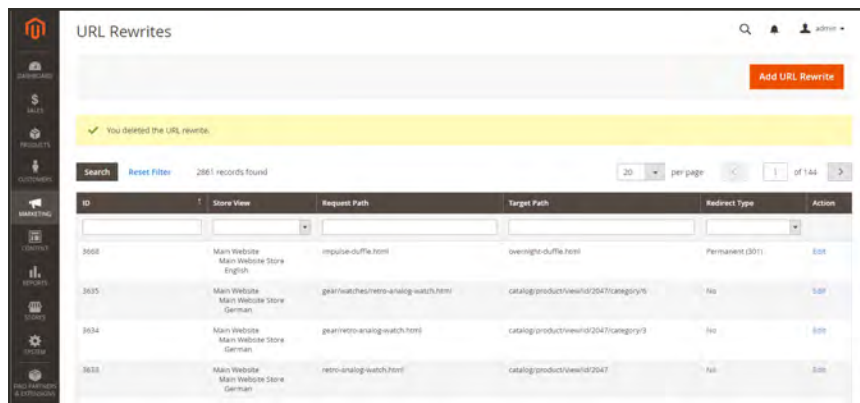 URL Rewrites
admin
Add URL Rewrite
You deleted the URL rewrite.
DASHBOARD
SALES
PRODUCTS
CUSTOMERS
MARKETING
CONTENT
REPORTS
STORES
SYSTEM
FIND PARTNERS
& EXTENSIONS
Search Reset Filter 2861 records found 20 per page 1 of 144
ID ↑ Store View Request Path Target Path Redirect Type Action
3668 Main Website impulse-duffle.html overnight-duffle.html Permanent (301) Edit
Main Website Store
English
3635 Main Website gear/watches/retro-analog-watch.html catalog/product/view/id/2047/category/6 No Edit
Main Website Store
German
3634 Main Website gear/retro-analog-watch.html catalog/product/view/id/2047/category/3 No Edit
Main Website Store
German
3633 Main Website retro-analog-watch.html catalog/product/view/id/2047 No Edit
Main Website Store
German